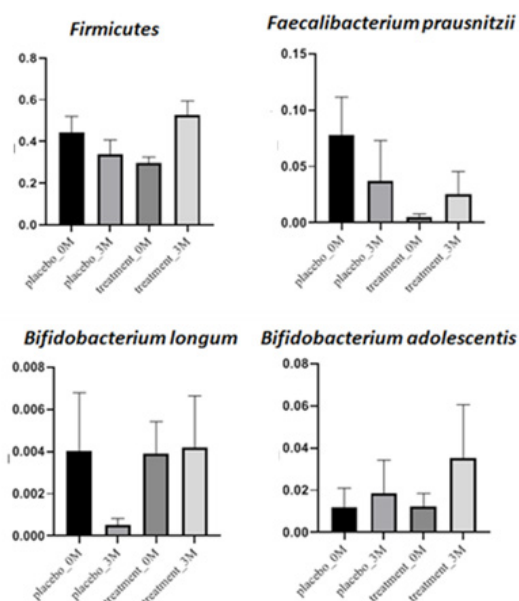 Firmicutes
0.8
0.6
0.4
0.2
0.0
placebo_0M
placebo_3M
treatment_0M
treatment_3M
Faecalibacterium prausnitzii
0.15
0.10
0.05
0.00
placebo_0M
placebo_3M
treatment_0M
treatment_3M
Bifidobacterium longum
0.008
0.006
0.004
0.002
0.000
placebo_0M
placebo_3M
treatment_0M
treatment_3M
Bifidobacterium adolescentis
0.08
0.06
0.04
0.02
0.00
placebo_0M
placebo_3M
treatment_0M
treatment_3M